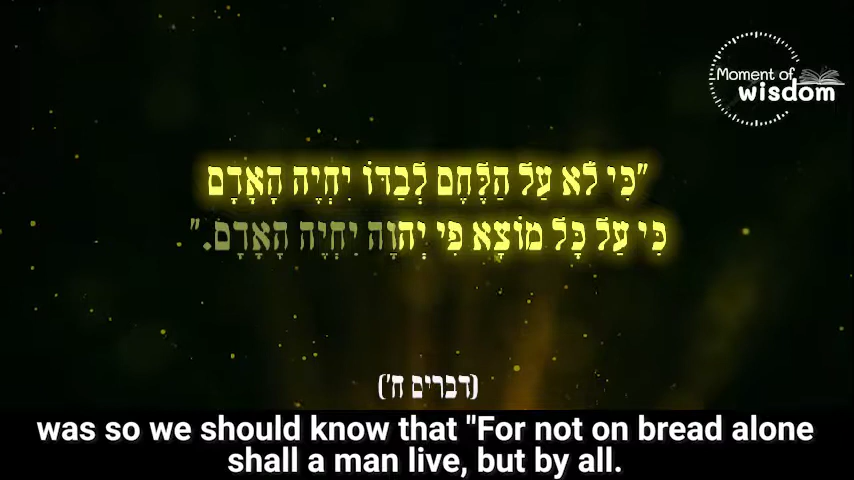 Moment of
wisdom
"כִּי לֹא עַל הַלֶּחֶם לְבַדּוֹ יִחְיֶה הָאָדָם
כִּי עַל כָּל מוֹצָא פִּי יְהוָה יִחְיֶה הָאָדָם."
(דברים ח')
was so we should know that "For not on bread alone
shall a man live, but by all.